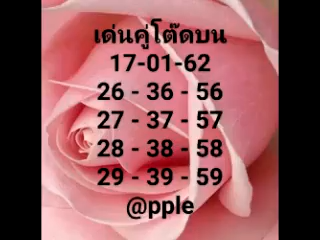 เด่นคู่โต๊ดบน
17-01-62
26 - 36 - 56
27 - 37 - 57
28 - 38 - 58
29 - 39 - 59
@pple